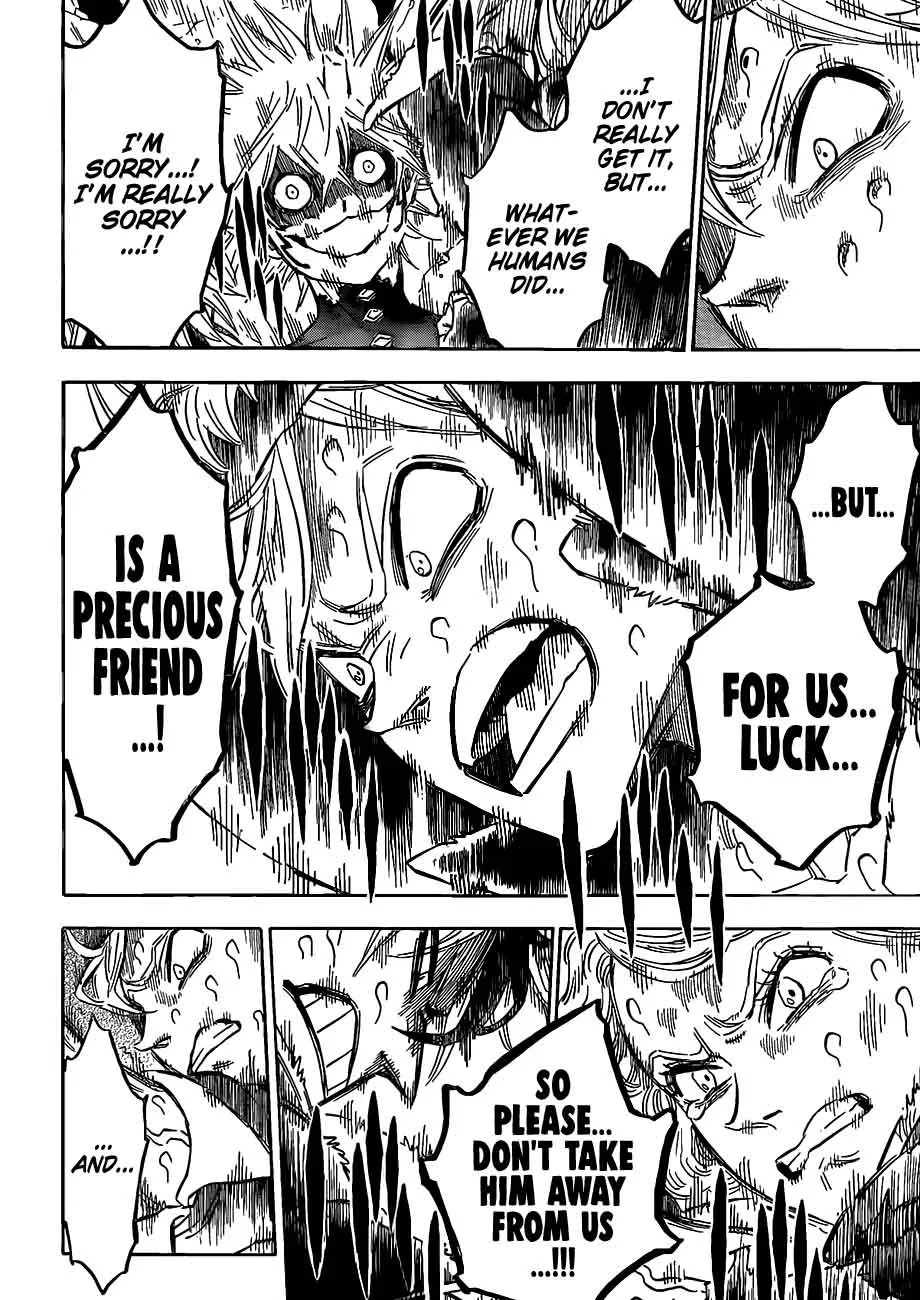 ...I
DON'T
REALLY
GET IT,
BUT...
WHAT-
EVER WE
HUMANS
DID...
I'M
SORRY...!
I'M REALLY
SORRY
...!!
...BUT...
FOR US...
LUCK...
IS A
PRECIOUS
FRIEND
...!
SO
PLEASE...
DON'T TAKE
HIM AWAY
FROM US
...!!!
...
AND...